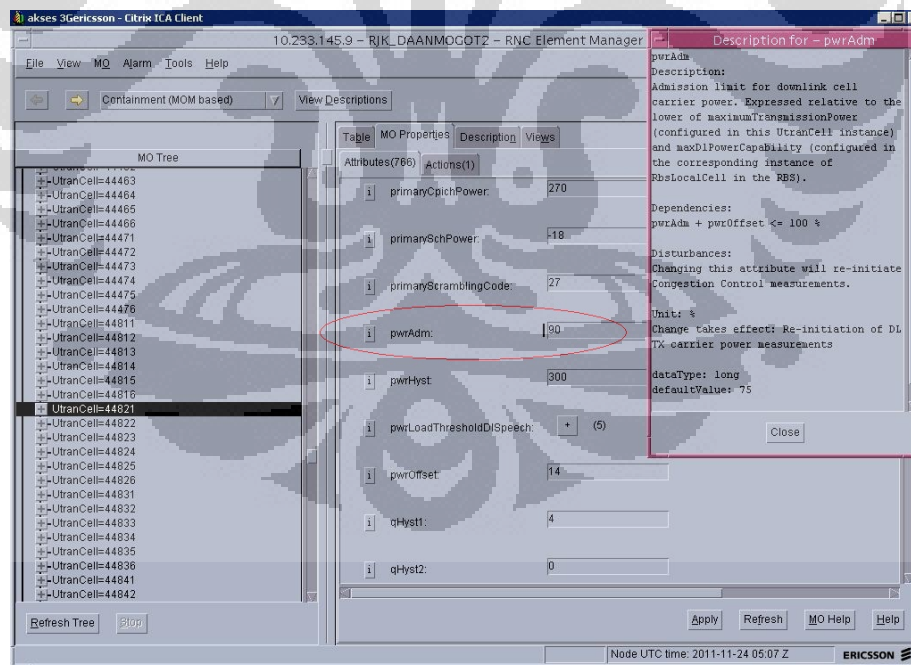 akses 3Gericsson - Citrix ICA Client
10.233.145.9 – RJK_DAANMOGOT2 – RNC Element Manager
File View MO Alarm Tools Help
Containment (MOM based)
View Descriptions
MO Tree
UtranCell=44463
UtranCell=44464
UtranCell=44465
UtranCell=44466
UtranCell=44471
UtranCell=44472
UtranCell=44473
UtranCell=44474
UtranCell=44475
UtranCell=44476
UtranCell=44811
UtranCell=44812
UtranCell=44813
UtranCell=44814
UtranCell=44815
UtranCell=44816
UtranCell=44821
UtranCell=44822
UtranCell=44823
UtranCell=44824
UtranCell=44825
UtranCell=44826
UtranCell=44831
UtranCell=44832
UtranCell=44833
UtranCell=44834
UtranCell=44835
UtranCell=44836
UtranCell=44841
UtranCell=44842
Refresh Tree Stop
Table MO Properties Description Views
Attributes(766) Actions(1)
i primaryCpichPower: 270
i primarySchPower: -18
i primaryScramblingCode: 27
i pwrAdm: 90
i pwrHyst: 300
i pwrLoadThresholdDlSpeech: + (5)
i pwrOffset: 14
i qHyst1: 4
i qHyst2: 0
Apply Refresh MO Help Help
Description for – pwrAdm
pwrAdm
Description:
Admission limit for downlink cell
carrier power. Expressed relative to the
lower of maximumTransmissionPower
(configured in this UtranCell instance)
and maxDlPowerCapability (configured in
the corresponding instance of
RbsLocalCell in the RBS).
Dependencies:
pwrAdm + pwrOffset <= 100 %
Disturbances:
Changing this attribute will re-initiate
Congestion Control measurements.
Unit: %
Change takes effect: Re-initiation of DL
TX carrier power measurements
dataType: long
defaultValue: 75
Close
Node UTC time: 2011-11-24 05:07 Z
ERICSSON